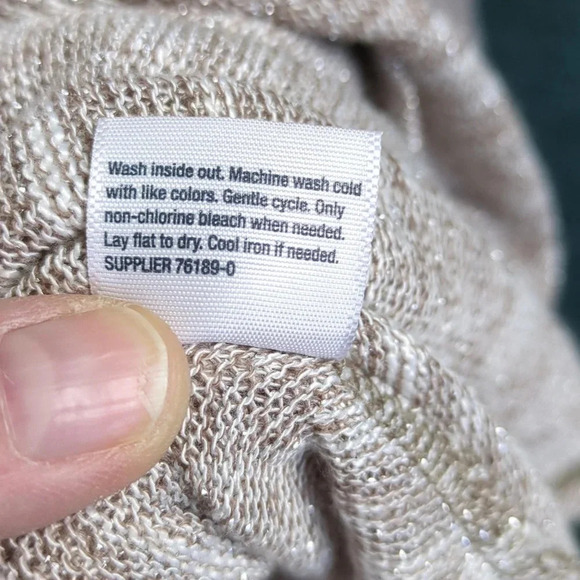 Wash inside out. Machine wash cold
with like colors. Gentle cycle. Only
non-chlorine bleach when needed.
Lay flat to dry. Cool iron if needed.
SUPPLIER 76189-0